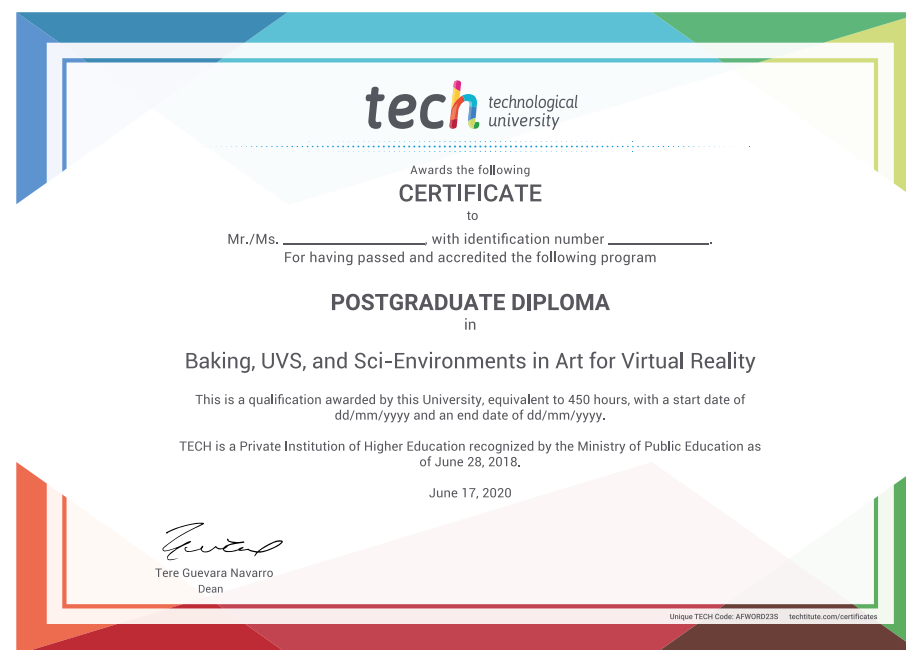 tech technological
university
Awards the following
CERTIFICATE
to
Mr./Ms. ____________, with identification number ____________.
For having passed and accredited the following program
POSTGRADUATE DIPLOMA
in
Baking, UVS, and Sci-Environments in Art for Virtual Reality
This is a qualification awarded by this University, equivalent to 450 hours, with a start date of
dd/mm/yyyy and an end date of dd/mm/yyyy.
TECH is a Private Institution of Higher Education recognized by the Ministry of Public Education as
of June 28, 2018.
June 17, 2020
Tere Guevara Navarro
Dean
Unique TECH Code: AFWORD23S techtitute.com/certificates